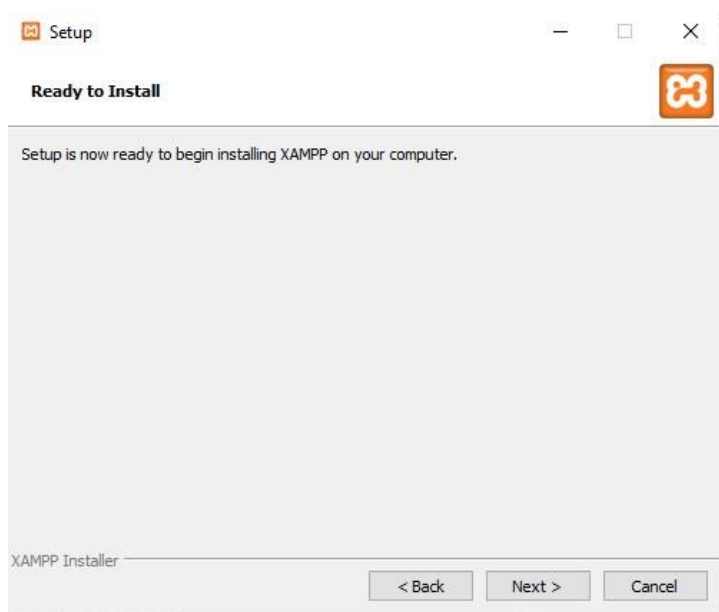 Setup
Ready to Install
Setup is now ready to begin installing XAMPP on your computer.
XAMPP Installer
< Back Next > Cancel